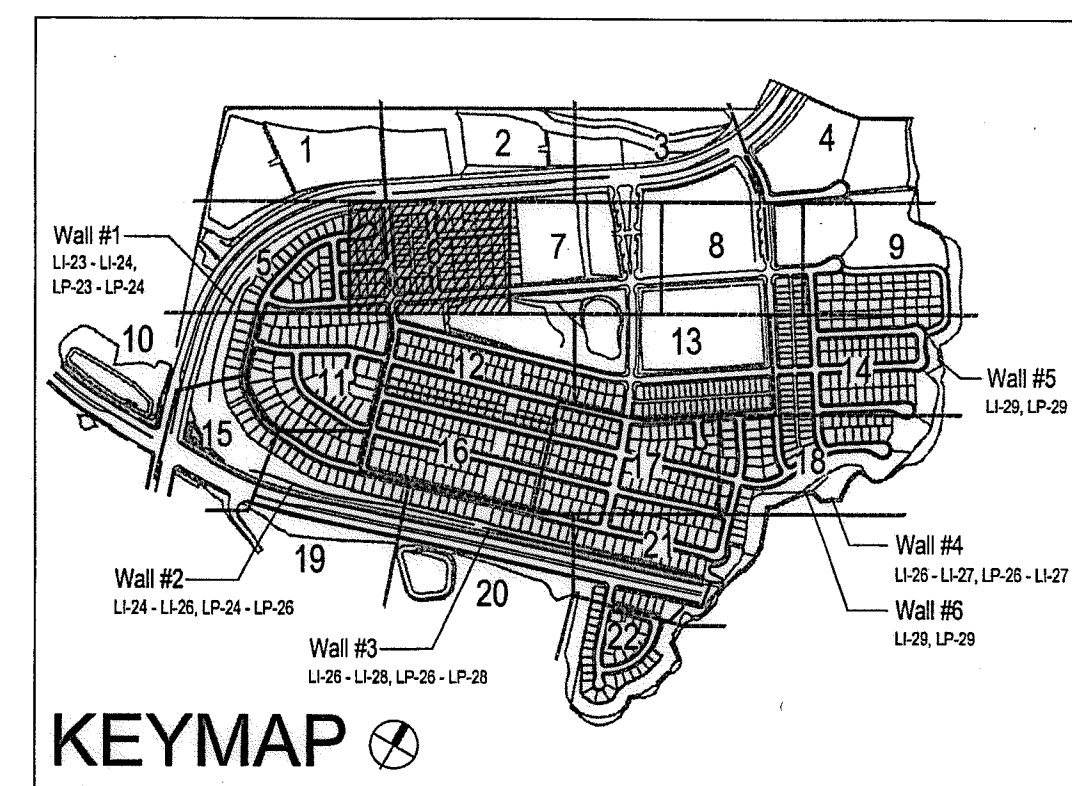 1
2
3
4
Wall #1
LI-23 - LI-24,
LP-23 - LP-24
5
7
8
9
10
11
12
13
14
Wall #5
LI-29, LP-29
15
16
17
18
Wall #4
LI-26 - LI-27, LP-26 - LI-27
Wall #6
LI-29, LP-29
19
20
21
22
Wall #2
LI-24 - LI-26, LP-24 - LP-26
Wall #3
LI-26 - LI-28, LP-26 - LP-28
KEYMAP